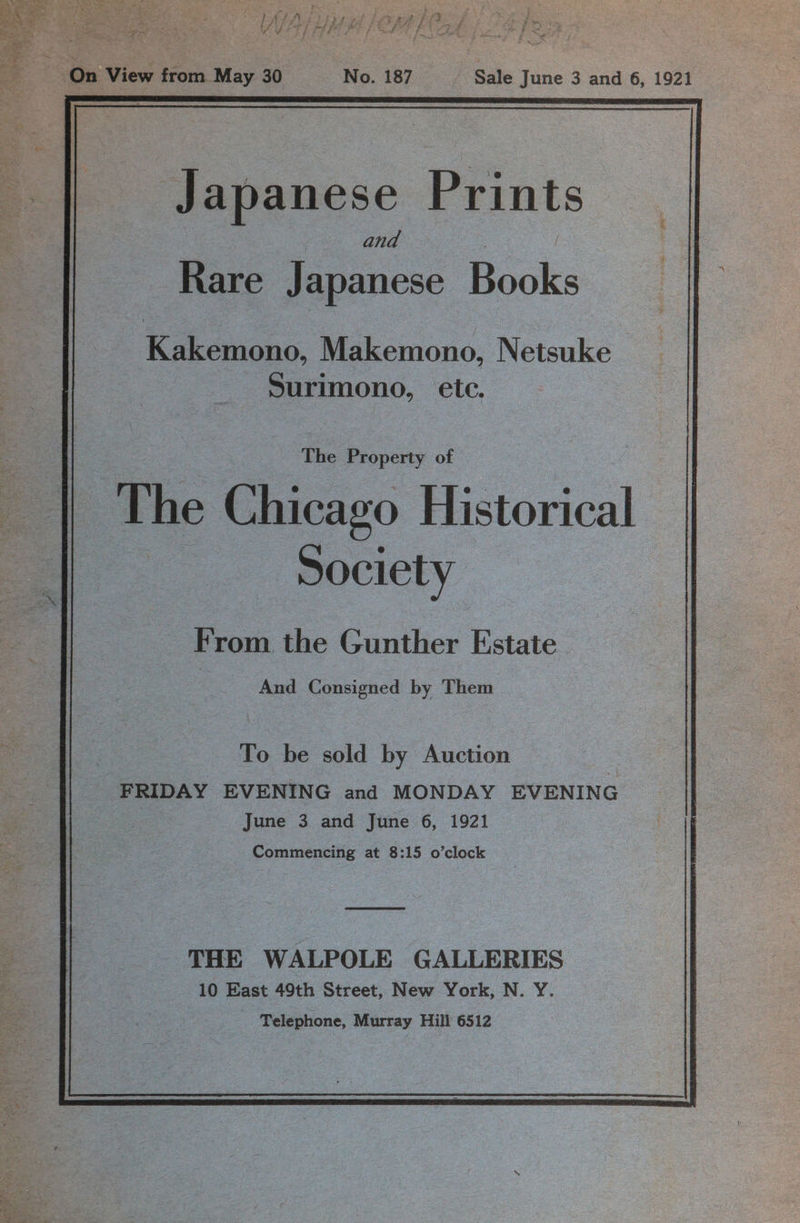 On View from May 30 No. 187 Sale June 3 and 6, 1921
Japanese Prints
and
Rare Japanese Books
Kakemono, Makemono, Netsuke
Surimono, etc.
The Property of
The Chicago Historical
Society
From the Gunther Estate
And Consigned by Them
To be sold by Auction
FRIDAY EVENING and MONDAY EVENING
June 3 and June 6, 1921
Commencing at 8:15 o'clock
THE WALPOLE GALLERIES
10 East 49th Street, New York, N. Y.
Telephone, Murray Hill 6512